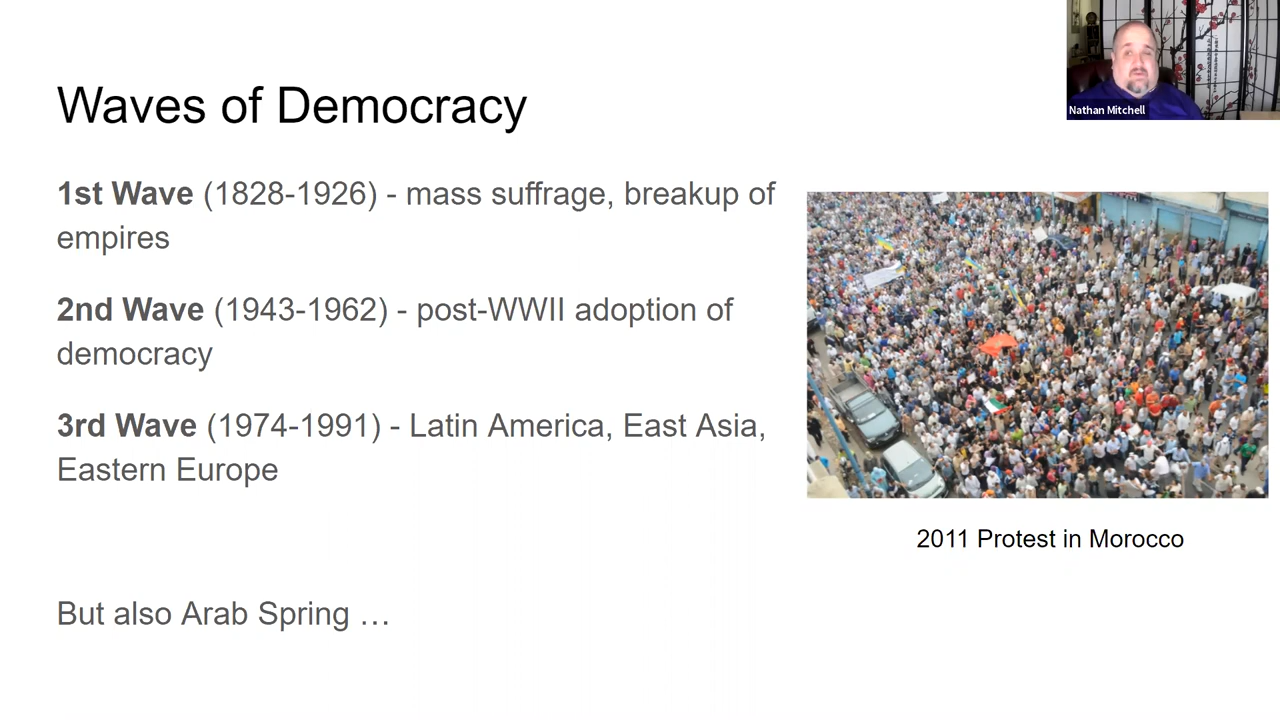 Nathan Mitchell
Waves of Democracy
1st Wave (1828-1926) - mass suffrage, breakup of
empires
2nd Wave (1943-1962) - post-WWII adoption of
democracy
3rd Wave (1974-1991) - Latin America, East Asia,
Eastern Europe
But also Arab Spring …
2011 Protest in Morocco